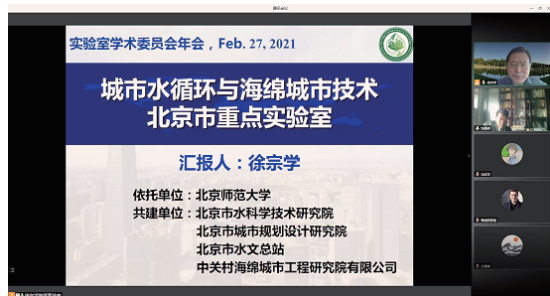 腾讯会议
实验室学术委员会年会，Feb. 27, 2021
城市水循环与海绵城市技术
北京市重点实验室
汇报人：徐宗学
依托单位：北京师范大学
共建单位：北京市水科学技术研究院
北京市城市规划设计研究院
北京市水文总站
中关村海绵城市工程研究院有限公司